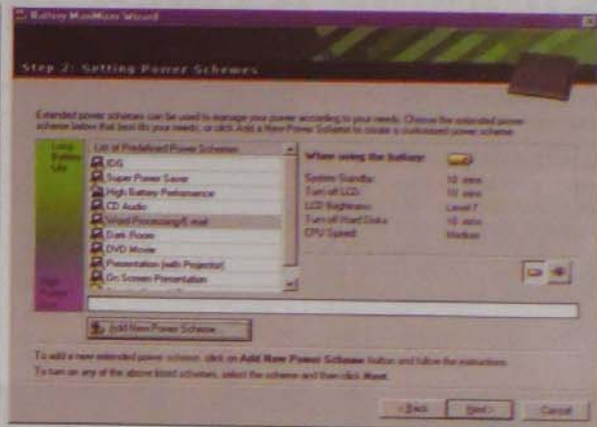 Battery MaxMizer Wizard
Step 2: Setting Power Schemes
Extended power schemes can be used to manage your power according to your needs. Choose the extended power
scheme below that best fits your needs, or click Add a New Power Scheme to create a customized power scheme.
Long
Battery
Life
List of Predefined Power Schemes
IDG
Super Power Saver
High Battery Performance
CD Audio
Word Processing/E-mail
Dark Room
DVD Movie
Presentation (with Projector)
On Screen Presentation
High
Power
When using the battery:
System Standby: 10 mins
Turn off LCD: 10 mins
LCD Brightness: Level 7
Turn off Hard Disks: 10 mins
CPU Speed: Medium
Add New Power Scheme...
To add a new extended power scheme, click on Add New Power Scheme button and follow the instructions.
To turn on any of the above listed schemes, select the scheme and then click Next.
< Back
Next >
Cancel